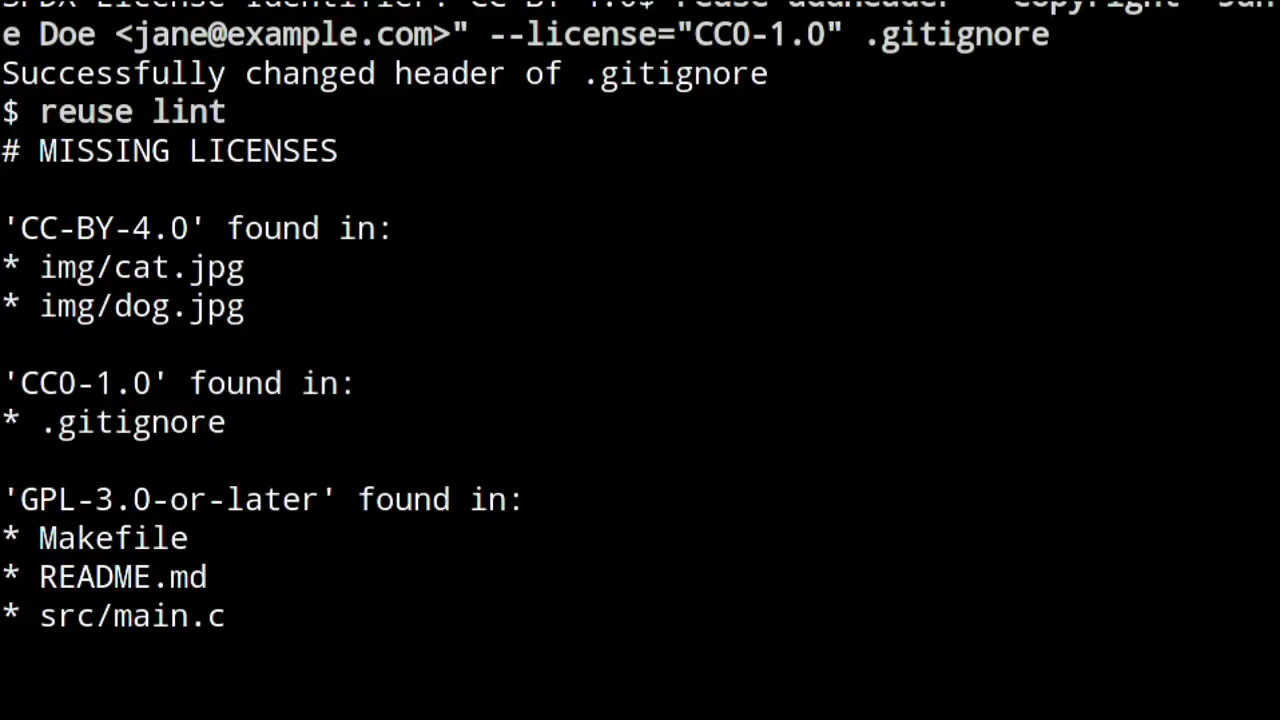 e Doe <jane@example.com>" --license="CC0-1.0" .gitignore
Successfully changed header of .gitignore
$ reuse lint
# MISSING LICENSES
'CC-BY-4.0' found in:
* img/cat.jpg
* img/dog.jpg
'CC0-1.0' found in:
* .gitignore
'GPL-3.0-or-later' found in:
* Makefile
* README.md
* src/main.c